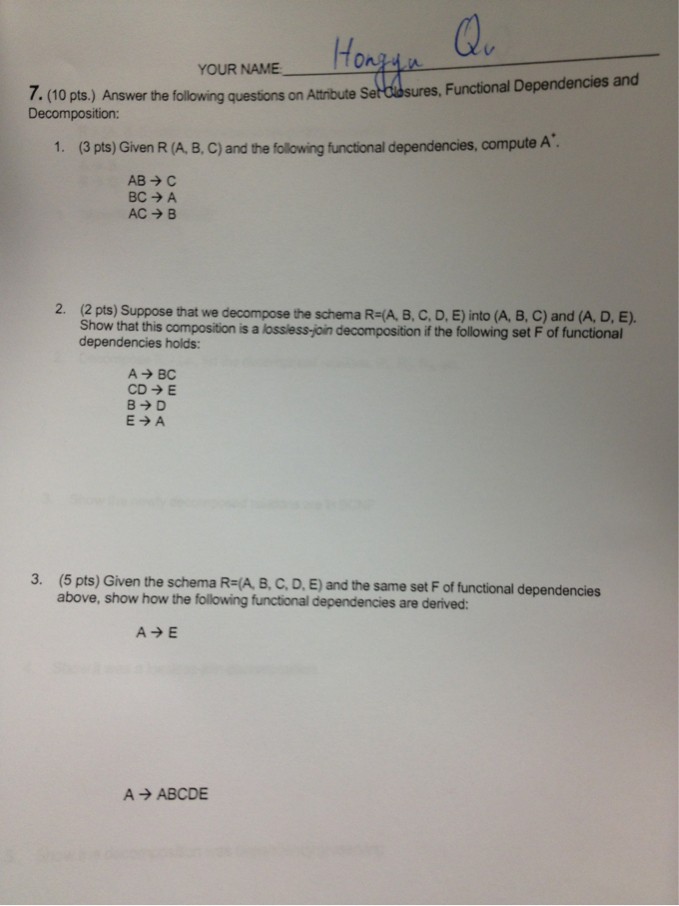 YOUR NAME: Hongyu Qu
7. (10 pts.) Answer the following questions on Attribute Set Closures, Functional Dependencies and
Decomposition:
1. (3 pts) Given R (A, B, C) and the following functional dependencies, compute A⁺.
AB → C
BC → A
AC → B
2. (2 pts) Suppose that we decompose the schema R=(A, B, C, D, E) into (A, B, C) and (A, D, E).
Show that this composition is a lossless-join decomposition if the following set F of functional
dependencies holds:
A → BC
CD → E
B → D
E → A
3. (5 pts) Given the schema R=(A, B, C, D, E) and the same set F of functional dependencies
above, show how the following functional dependencies are derived:
A → E
A → ABCDE